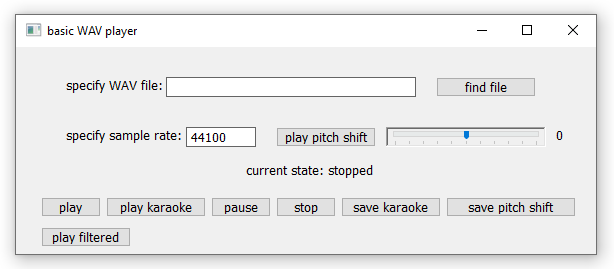 basic WAV player
specify WAV file: find file
specify sample rate: 44100 play pitch shift 0
current state: stopped
play play karaoke pause stop save karaoke save pitch shift
play filtered